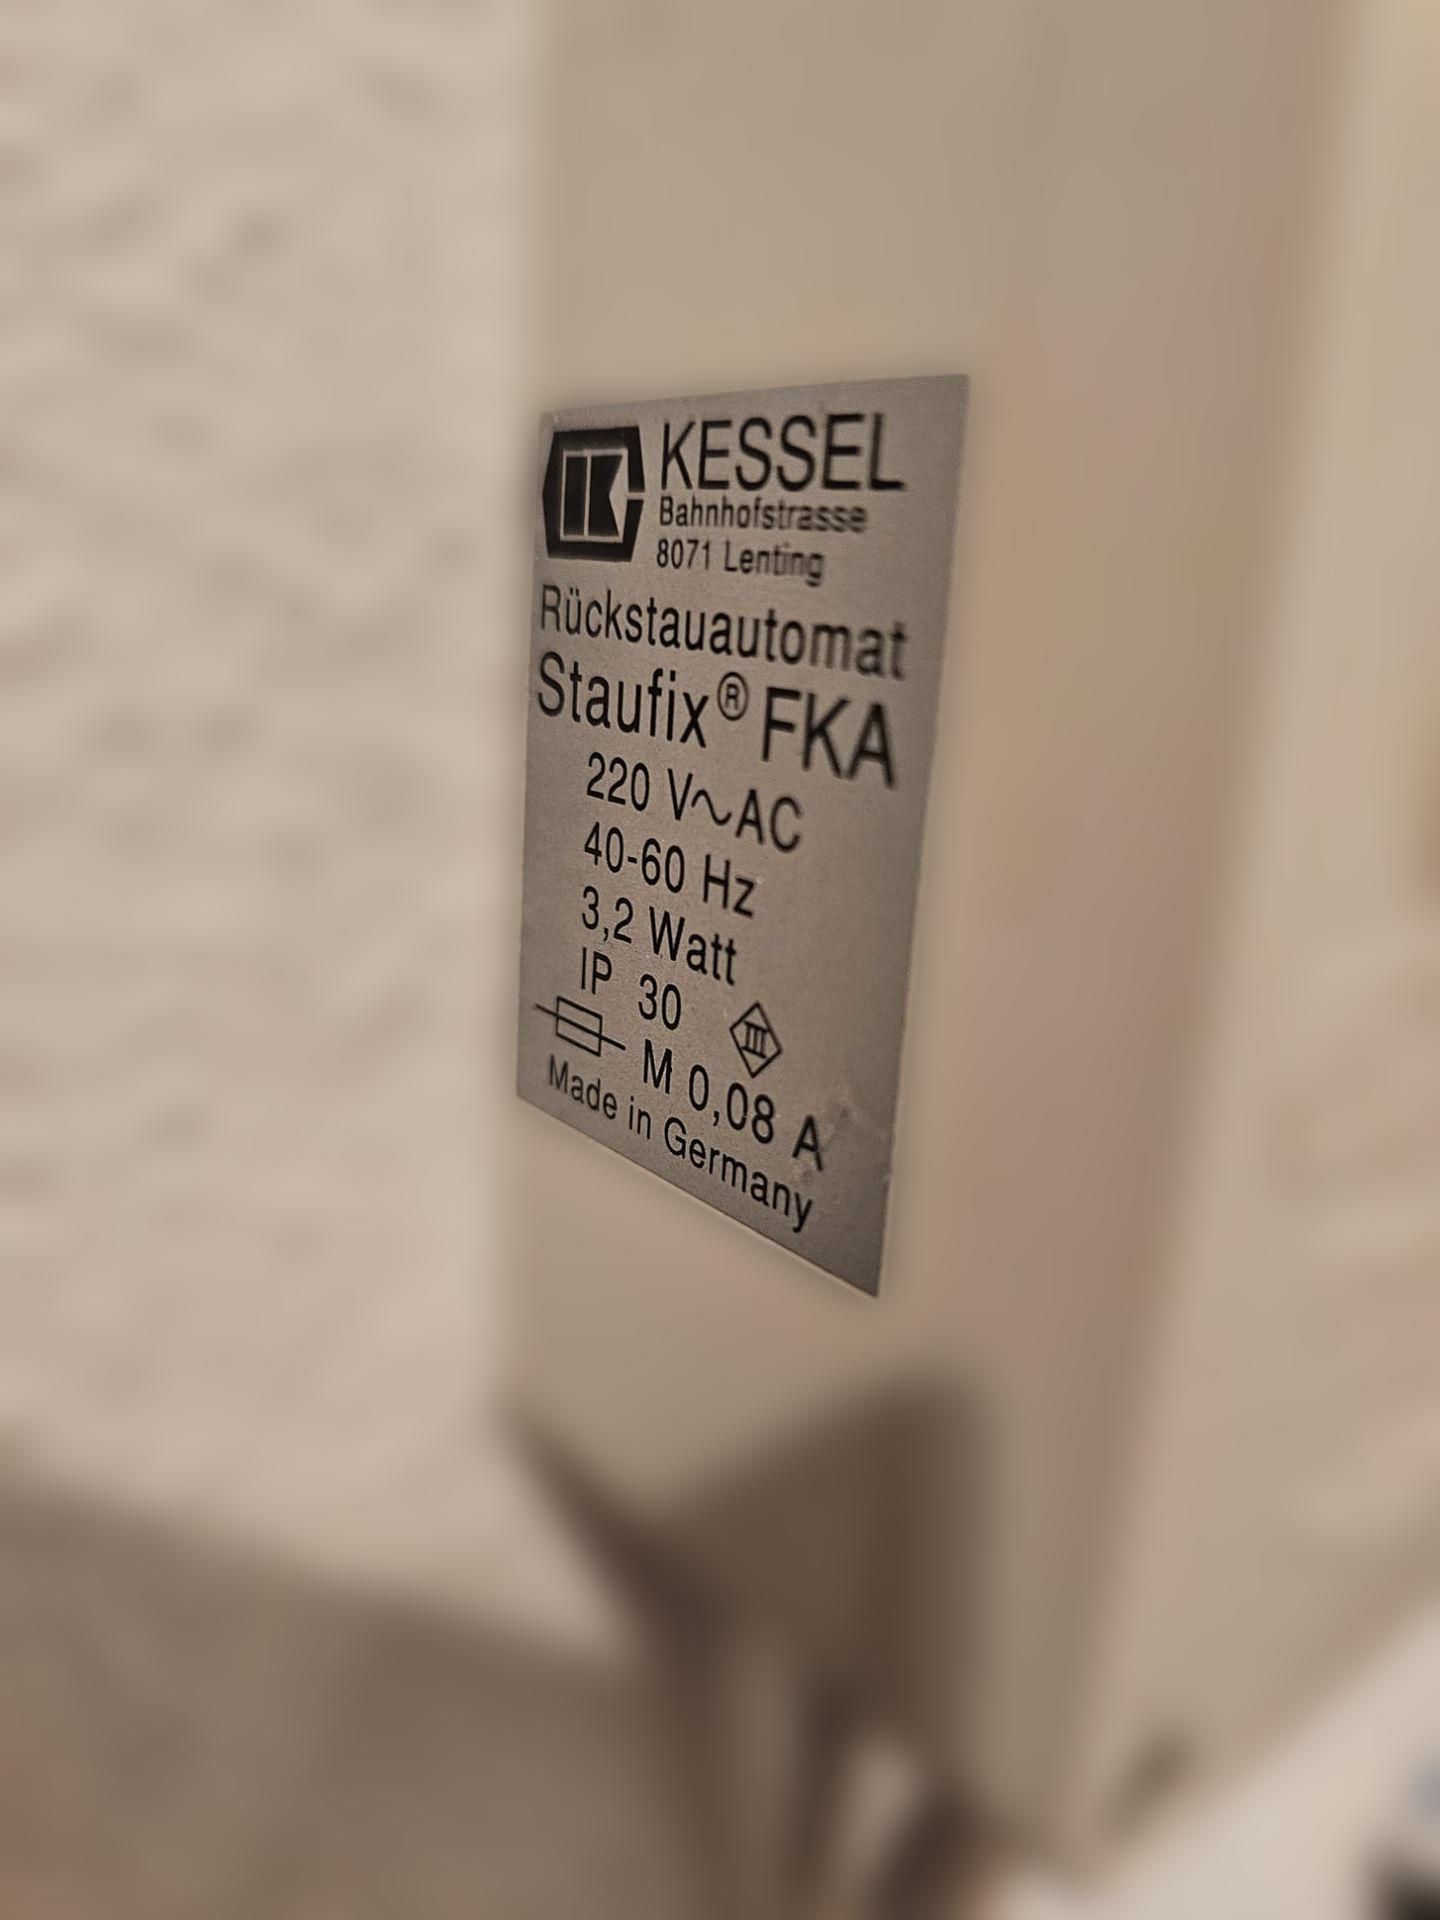 KESSEL
Bahnhofstrasse
8071 Lenting
Rückstauautomat
Staufix® FKA
220 V~AC
40-60 Hz
3,2 Watt
IP 30 III
M 0,08 A
Made in Germany